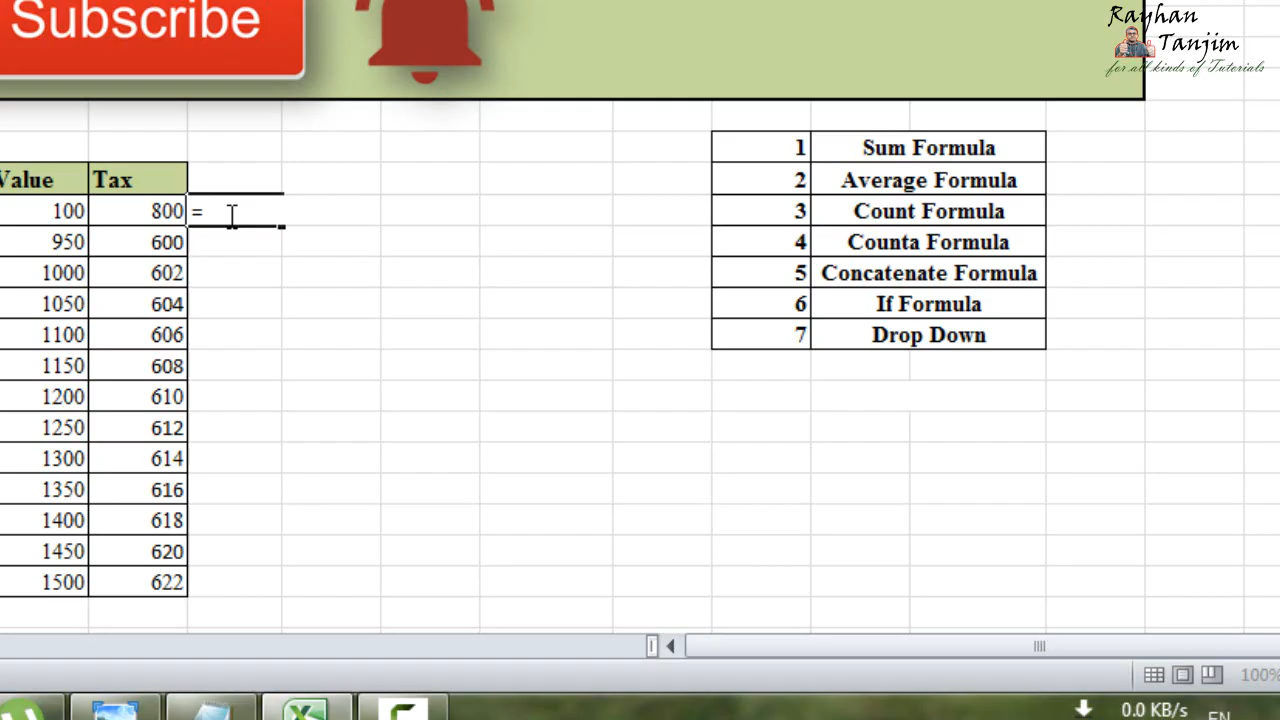 Subscribe
Rayhan
Tanjim
for all kinds of Tutorials
1 Sum Formula
Value Tax
2 Average Formula
100 800 =
3 Count Formula
950 600
4 Counta Formula
1000 602
5 Concatenate Formula
1050 604
6 If Formula
1100 606
7 Drop Down
1150 608
1200 610
1250 612
1300 614
1350 616
1400 618
1450 620
1500 622
100%
0.0 KB/s
EN